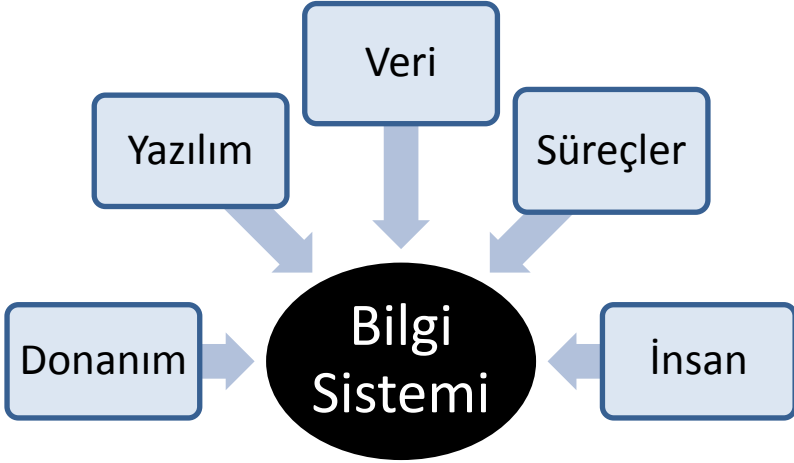 Veri
Yazılım
Süreçler
Donanım
Bilgi
Sistemi
İnsan